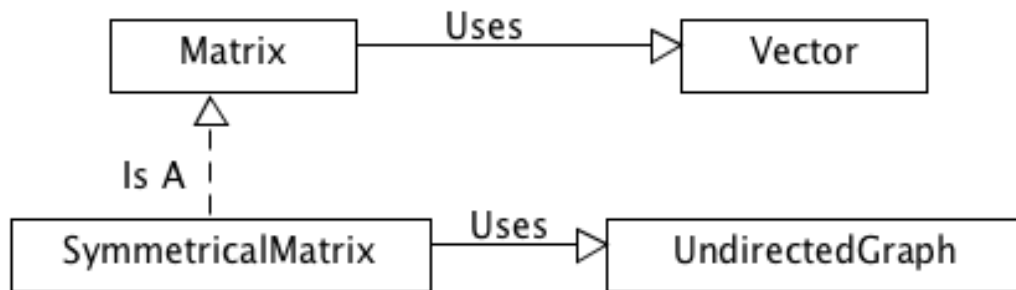 Uses
Matrix
Vector
Is A
Uses
SymmetricalMatrix
UndirectedGraph